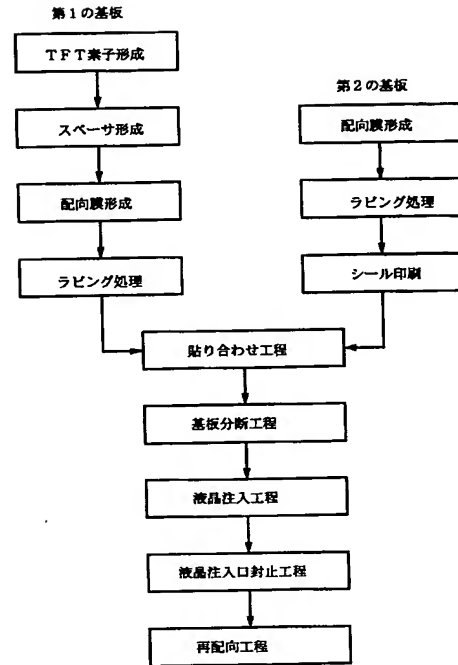 第1の基板
TFT素子形成
スペーサ形成
配向膜形成
ラビング処理
第2の基板
配向膜形成
ラビング処理
シール印刷
貼り合わせ工程
基板分断工程
液晶注入工程
液晶注入口封止工程
再配向工程